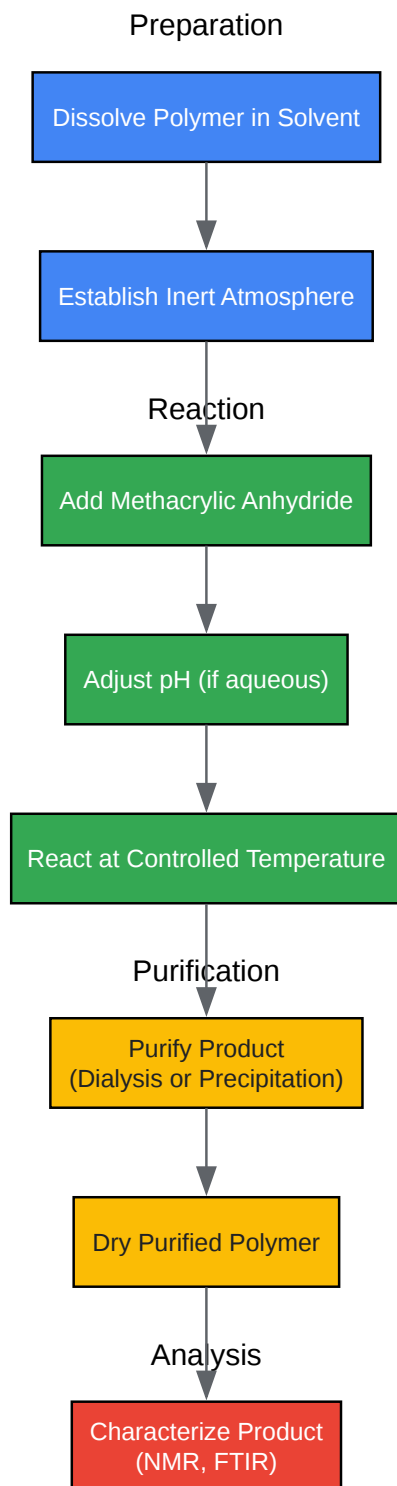 Preparation
Dissolve Polymer in Solvent
Establish Inert Atmosphere
Reaction
Add Methacrylic Anhydride
Adjust pH (if aqueous)
React at Controlled Temperature
Purification
Purify Product
(Dialysis or Precipitation)
Dry Purified Polymer
Analysis
Characterize Product
(NMR, FTIR)